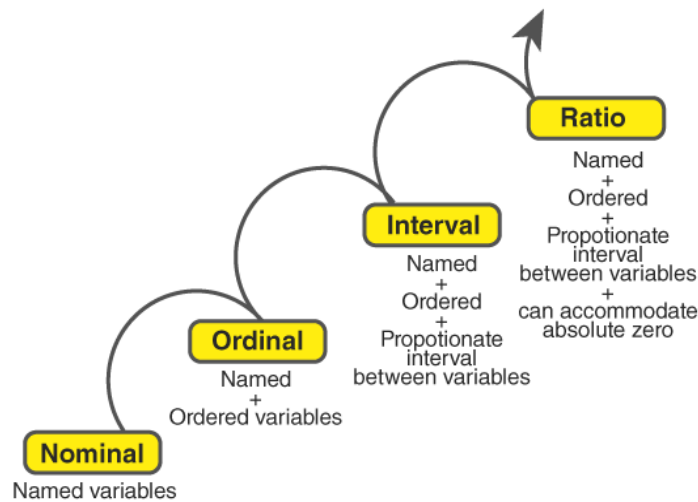 Ratio
Named
+
Ordered
+
Propotionate
interval
between variables
+
can accommodate
absolute zero
Interval
Named
+
Ordered
+
Propotionate
interval
between variables
Ordinal
Named
+
Ordered variables
Nominal
Named variables